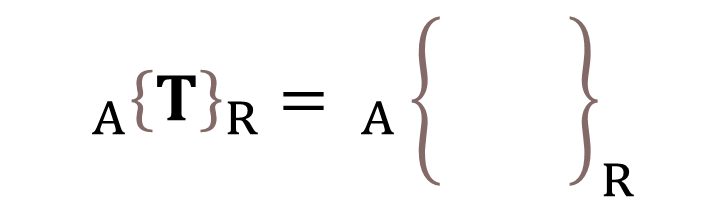 A{T}R = A{ }R